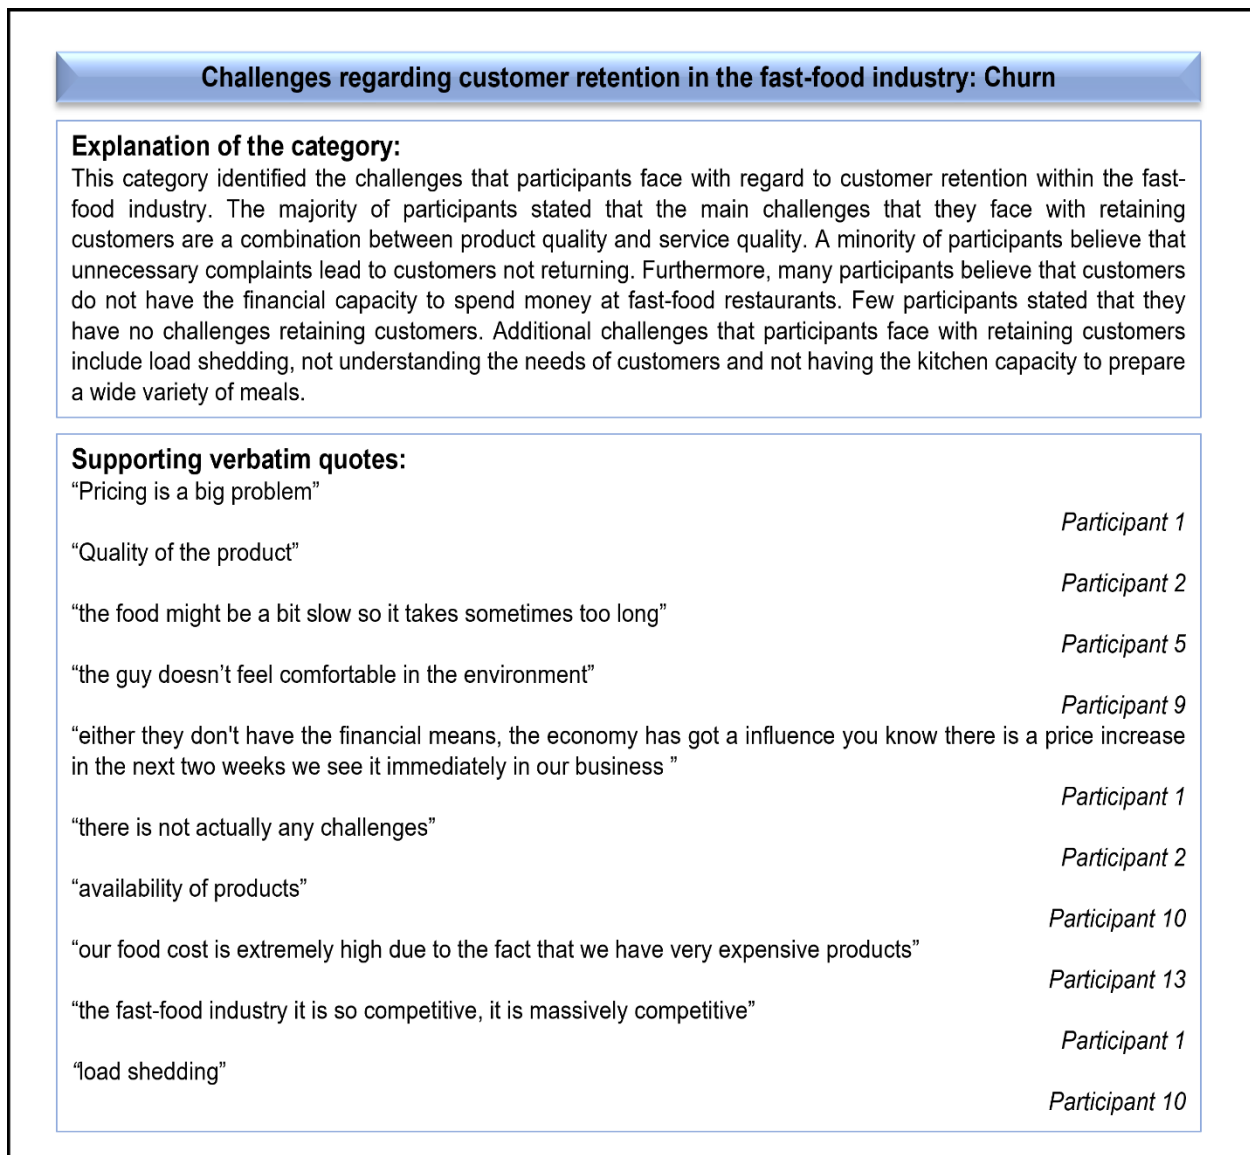 Challenges regarding customer retention in the fast-food industry: Churn
Explanation of the category:
This category identified the challenges that participants face with regard to customer retention within the fast-
food industry. The majority of participants stated that the main challenges that they face with retaining
customers are a combination between product quality and service quality. A minority of participants believe that
unnecessary complaints lead to customers not returning. Furthermore, many participants believe that customers
do not have the financial capacity to spend money at fast-food restaurants. Few participants stated that they
have no challenges retaining customers. Additional challenges that participants face with retaining customers
include load shedding, not understanding the needs of customers and not having the kitchen capacity to prepare
a wide variety of meals.
Supporting verbatim quotes:
“Pricing is a big problem”
Participant 1
“Quality of the product”
Participant 2
“the food might be a bit slow so it takes sometimes too long”
Participant 5
“the guy doesn’t feel comfortable in the environment”
Participant 9
“either they don't have the financial means, the economy has got a influence you know there is a price increase
in the next two weeks we see it immediately in our business ”
Participant 1
“there is not actually any challenges”
Participant 2
“availability of products”
Participant 10
“our food cost is extremely high due to the fact that we have very expensive products”
Participant 13
“the fast-food industry it is so competitive, it is massively competitive”
Participant 1
“load shedding”
Participant 10